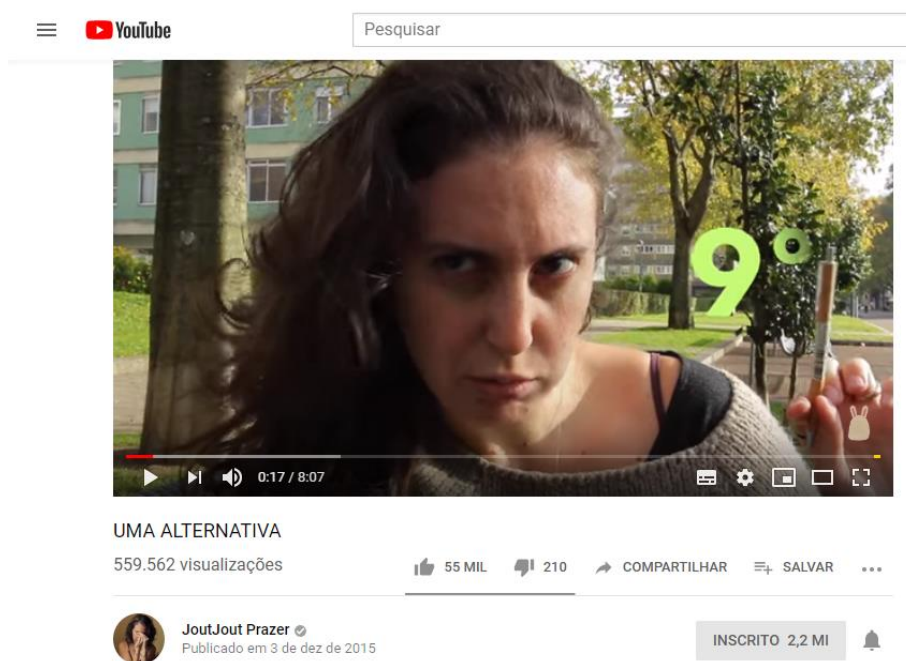 YouTube
Pesquisar
9°
0:17 / 8:07
UMA ALTERNATIVA
559.562 visualizações
55 MIL
210
COMPARTILHAR
SALVAR
JoutJout Prazer
Publicado em 3 de dez de 2015
INSCRITO 2,2 MI